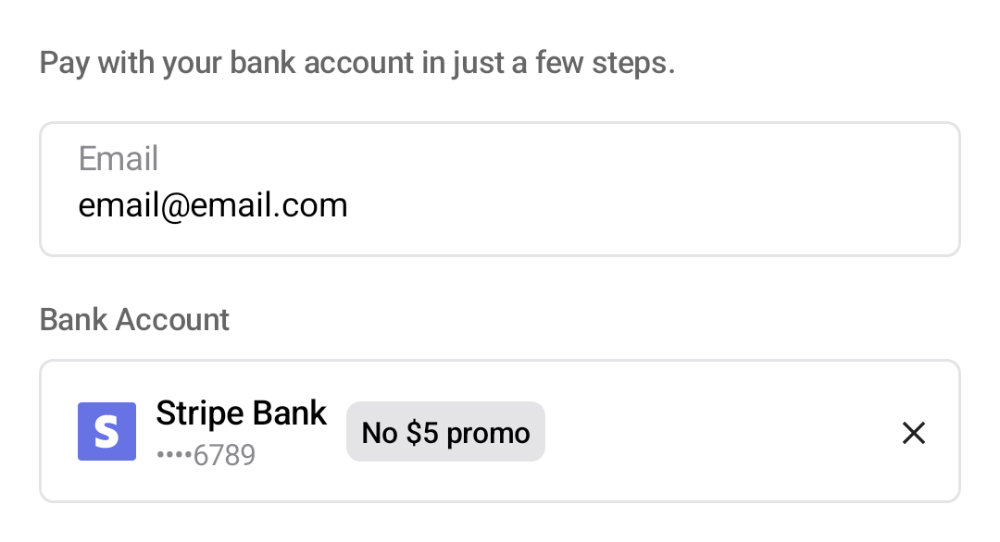 Pay with your bank account in just a few steps.
Email
email@email.com
Bank Account
S
Stripe Bank
No $5 promo
••••6789